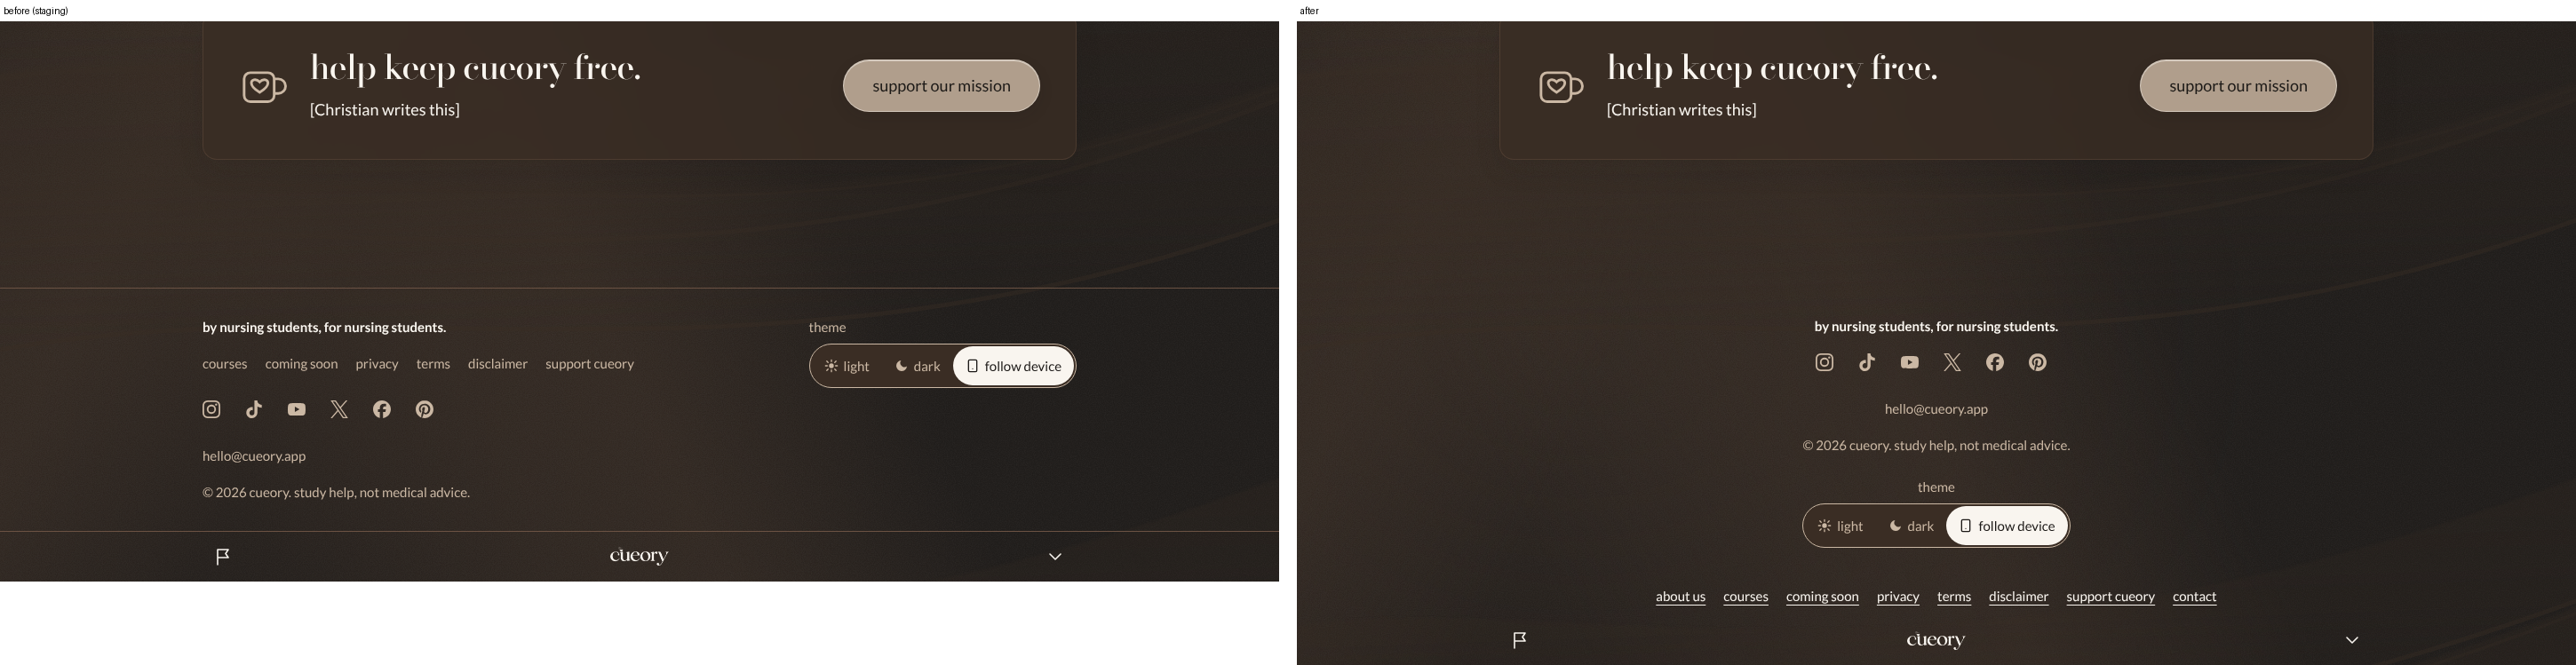 before (staging)
help keep cueory free.
[Christian writes this]
support our mission
by nursing students, for nursing students.
courses coming soon privacy terms disclaimer support cueory
hello@cueory.app
© 2026 cueory. study help, not medical advice.
theme
light dark follow device
cueory
after
help keep cueory free.
[Christian writes this]
support our mission
by nursing students, for nursing students.
hello@cueory.app
© 2026 cueory. study help, not medical advice.
theme
light dark follow device
about us courses coming soon privacy terms disclaimer support cueory contact
cueory